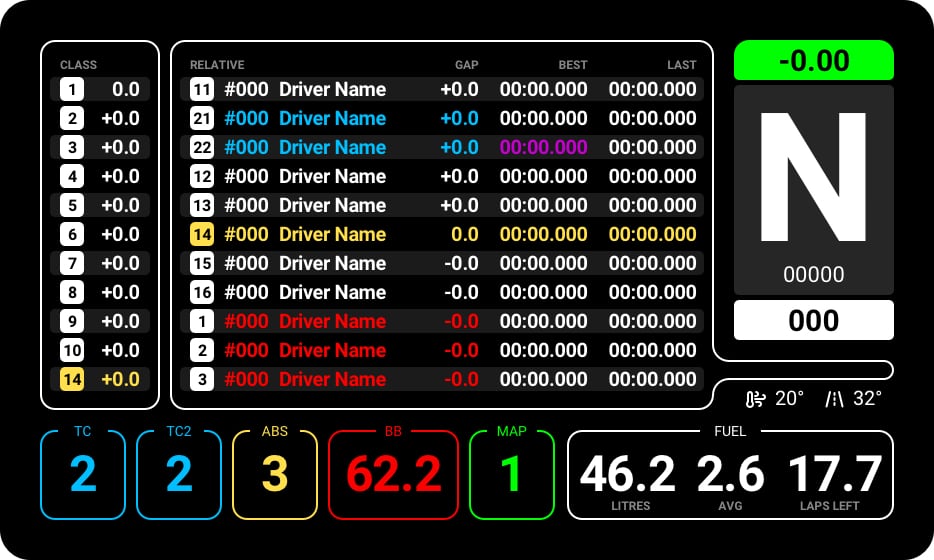 CLASS
1 0.0
2 +0.0
3 +0.0
4 +0.0
5 +0.0
6 +0.0
7 +0.0
8 +0.0
9 +0.0
10 +0.0
14 +0.0
RELATIVE GAP BEST LAST
11 #000 Driver Name +0.0 00:00.000 00:00.000
21 #000 Driver Name +0.0 00:00.000 00:00.000
22 #000 Driver Name +0.0 00:00.000 00:00.000
12 #000 Driver Name +0.0 00:00.000 00:00.000
13 #000 Driver Name +0.0 00:00.000 00:00.000
14 #000 Driver Name 0.0 00:00.000 00:00.000
15 #000 Driver Name -0.0 00:00.000 00:00.000
16 #000 Driver Name -0.0 00:00.000 00:00.000
1 #000 Driver Name -0.0 00:00.000 00:00.000
2 #000 Driver Name -0.0 00:00.000 00:00.000
3 #000 Driver Name -0.0 00:00.000 00:00.000
-0.00
N
00000
000
20° 32°
TC
2
TC2
2
ABS
3
BB
62.2
MAP
1
FUEL
46.2 2.6 17.7
LITRES AVG LAPS LEFT